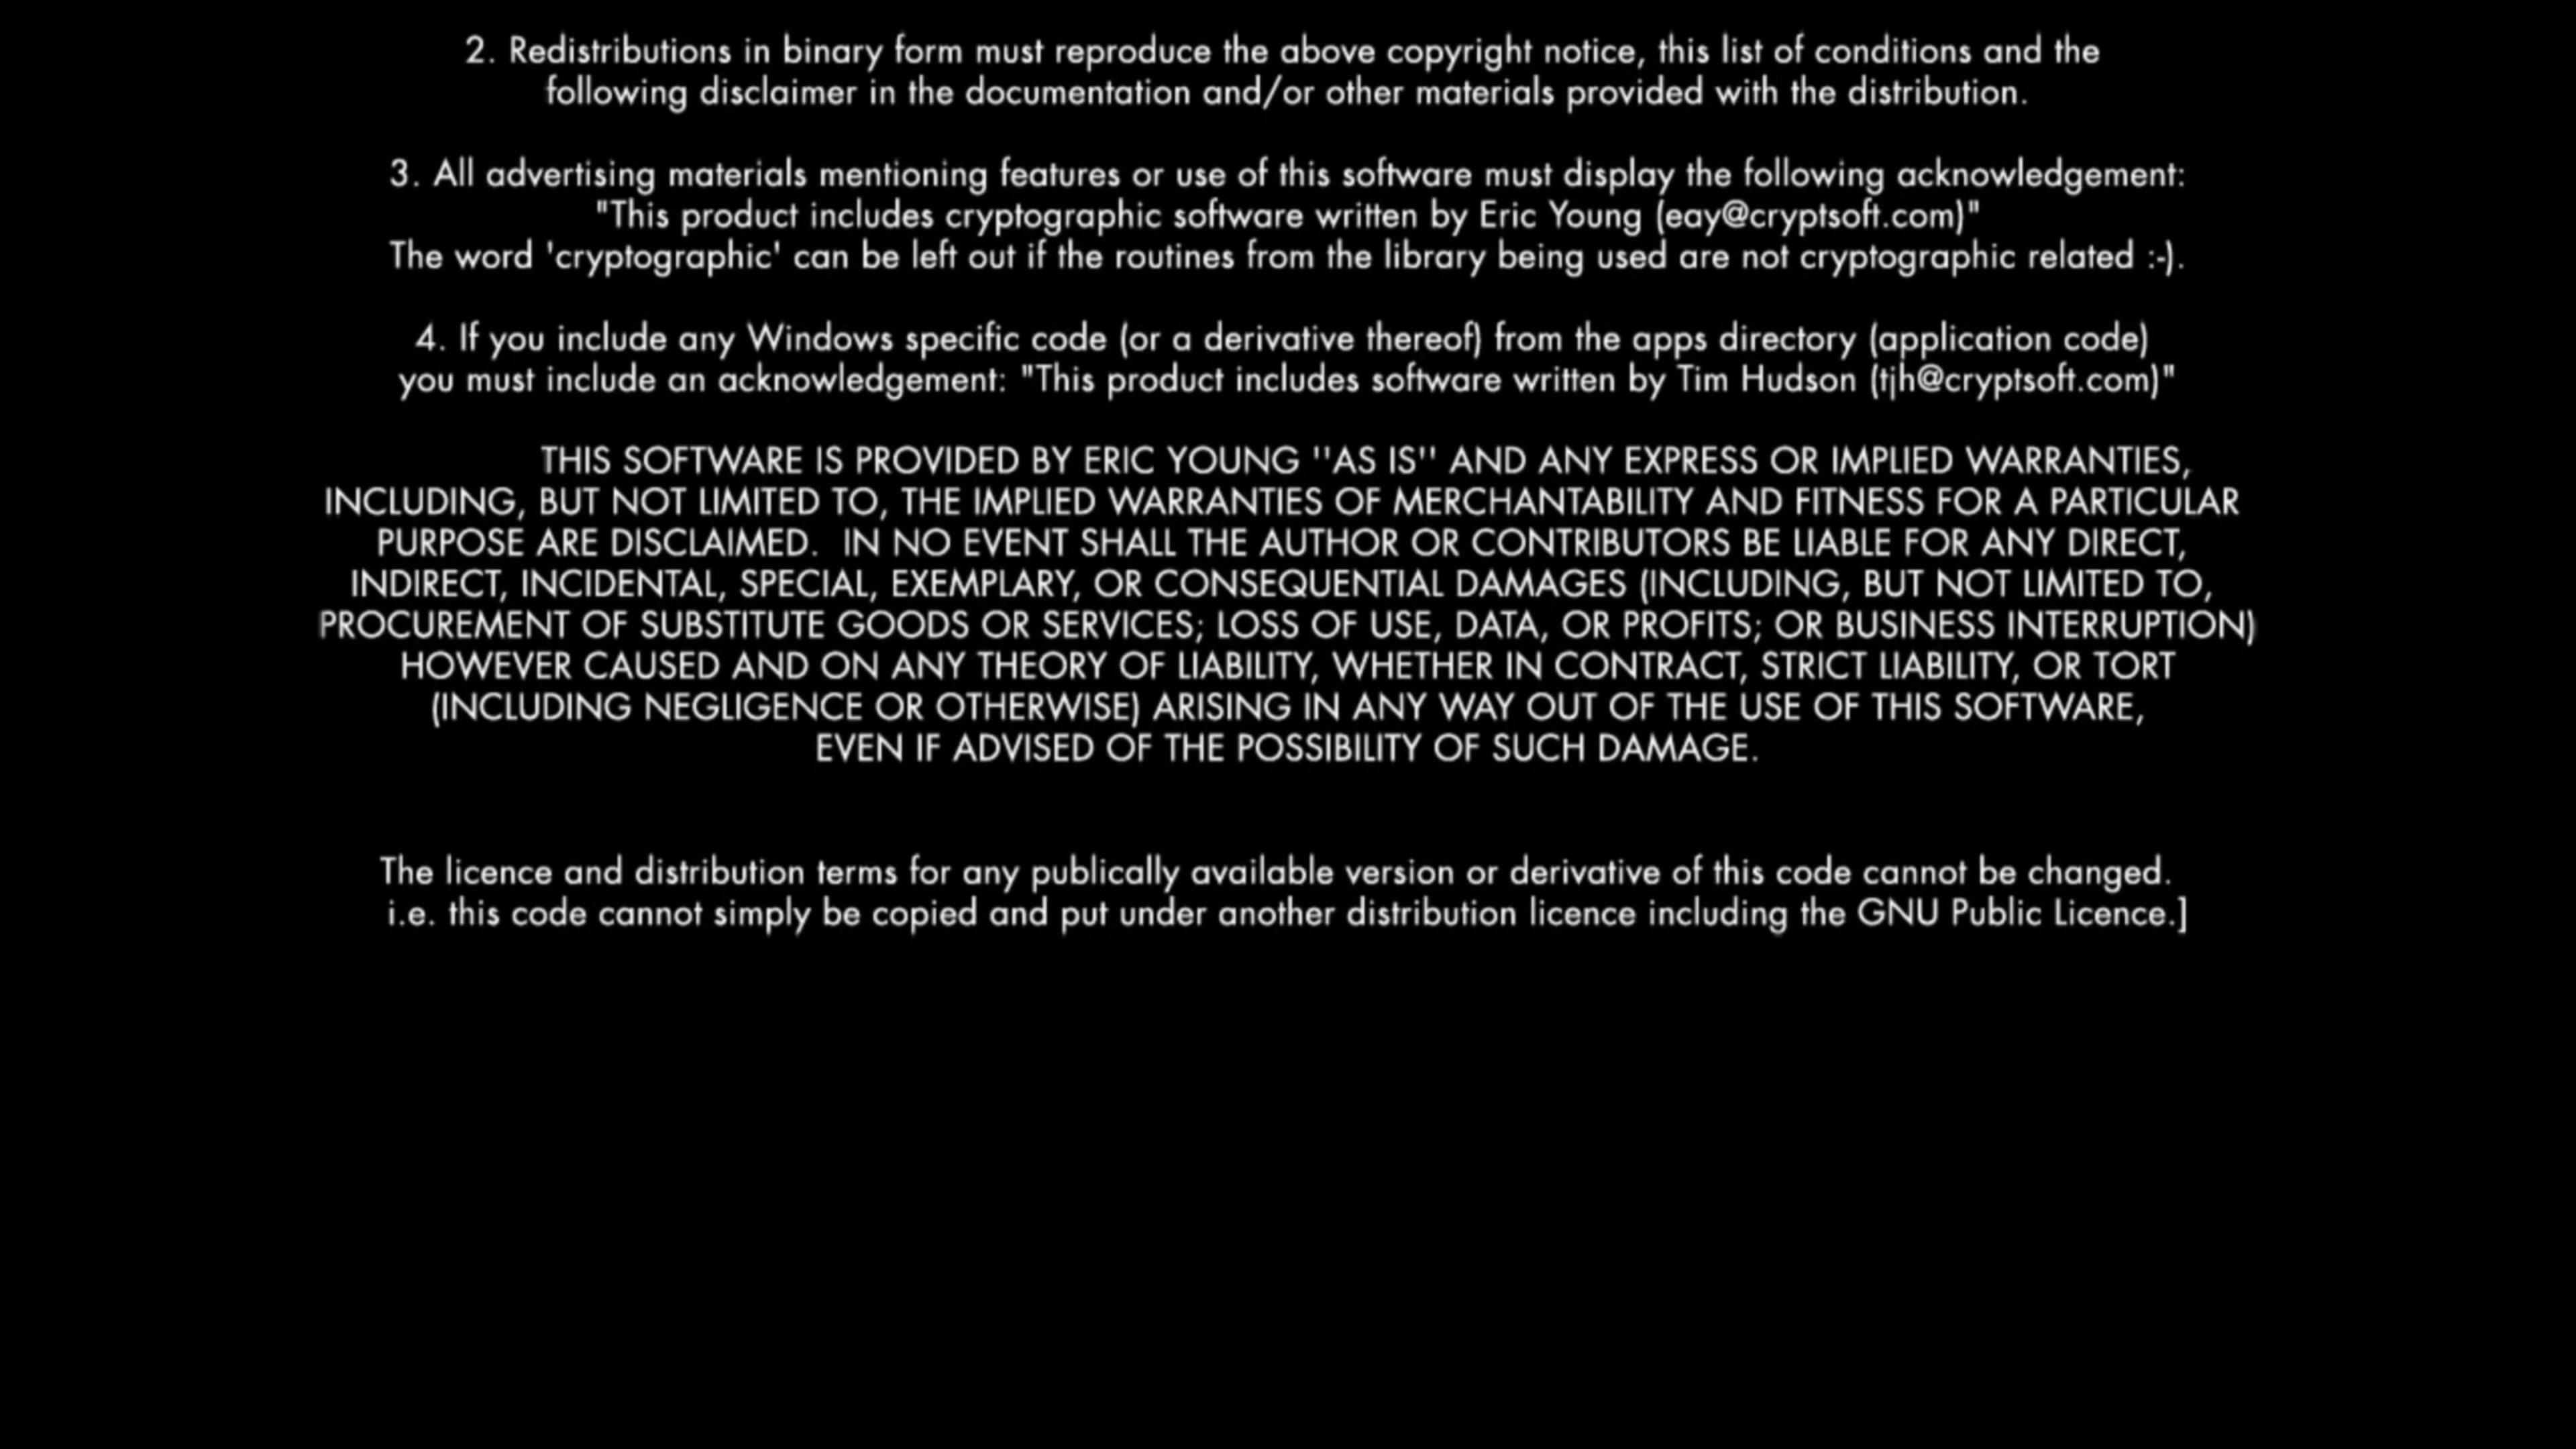 2. Redistributions in binary form must reproduce the above copyright notice, this list of conditions and the
following disclaimer in the documentation and/or other materials provided with the distribution.
3. All advertising materials mentioning features or use of this software must display the following acknowledgement:
"This product includes cryptographic software written by Eric Young (eay@cryptsoft.com)"
The word 'cryptographic' can be left out if the routines from the library being used are not cryptographic related :-).
4. If you include any Windows specific code (or a derivative thereof) from the apps directory (application code)
you must include an acknowledgement: "This product includes software written by Tim Hudson (tjh@cryptsoft.com)"
THIS SOFTWARE IS PROVIDED BY ERIC YOUNG ''AS IS'' AND ANY EXPRESS OR IMPLIED WARRANTIES,
INCLUDING, BUT NOT LIMITED TO, THE IMPLIED WARRANTIES OF MERCHANTABILITY AND FITNESS FOR A PARTICULAR
PURPOSE ARE DISCLAIMED.  IN NO EVENT SHALL THE AUTHOR OR CONTRIBUTORS BE LIABLE FOR ANY DIRECT,
INDIRECT, INCIDENTAL, SPECIAL, EXEMPLARY, OR CONSEQUENTIAL DAMAGES (INCLUDING, BUT NOT LIMITED TO,
PROCUREMENT OF SUBSTITUTE GOODS OR SERVICES; LOSS OF USE, DATA, OR PROFITS; OR BUSINESS INTERRUPTION)
HOWEVER CAUSED AND ON ANY THEORY OF LIABILITY, WHETHER IN CONTRACT, STRICT LIABILITY, OR TORT
(INCLUDING NEGLIGENCE OR OTHERWISE) ARISING IN ANY WAY OUT OF THE USE OF THIS SOFTWARE,
EVEN IF ADVISED OF THE POSSIBILITY OF SUCH DAMAGE.
The licence and distribution terms for any publically available version or derivative of this code cannot be changed.
i.e. this code cannot simply be copied and put under another distribution licence including the GNU Public Licence.]